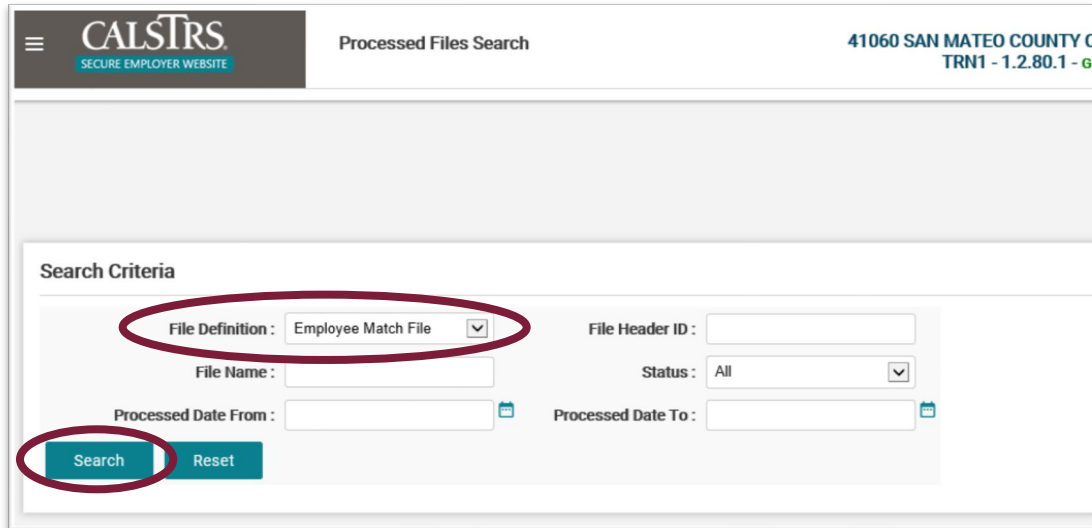 CALSTRS.
SECURE EMPLOYER WEBSITE
Processed Files Search
41060 SAN MATEO COUNTY
TRN1 - 1.2.80.1 -
Search Criteria
File Definition : Employee Match File File Header ID :
File Name : Status : All
Processed Date From : Processed Date To :
Search Reset